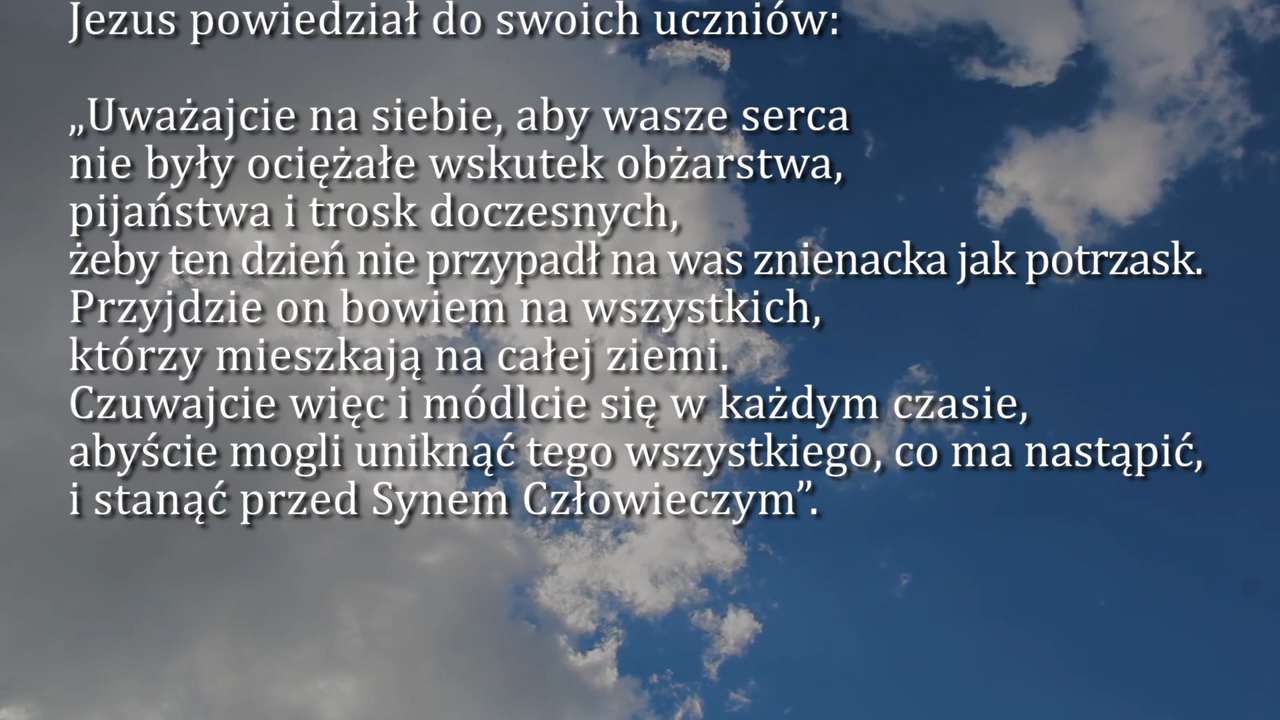 Jezus powiedział do swoich uczniów:
„Uważajcie na siebie, aby wasze serca
nie były ociężałe wskutek obżarstwa,
pijaństwa i trosk doczesnych,
żeby ten dzień nie przypadł na was znienacka jak potrzask.
Przyjdzie on bowiem na wszystkich,
którzy mieszkają na całej ziemi.
Czuwajcie więc i módlcie się w każdym czasie,
abyście mogli uniknąć tego wszystkiego, co ma nastąpić,
i stanąć przed Synem Człowieczym”.